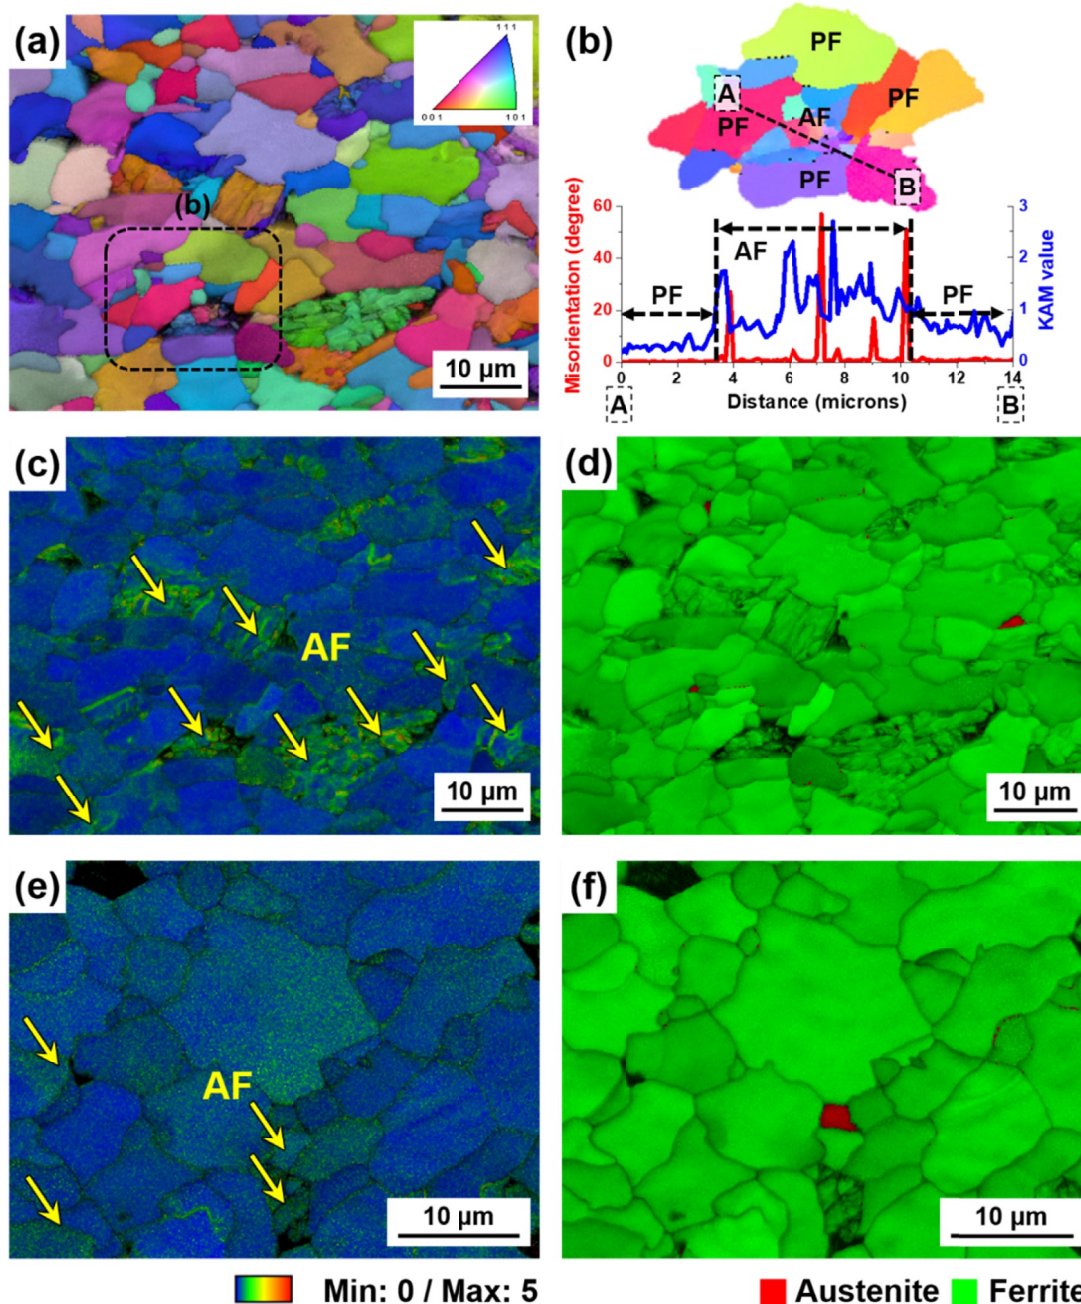 (a)
111
001
101
(b)
10 µm
(b)
PF
A
AF
PF
PF
PF
B
Misorientation (degree)
60
40
20
0
AF
PF
PF
3
2
1
0
KAM value
0 2 4 6 8 10 12 14
A
Distance (microns)
B
(c)
AF
10 µm
(d)
10 µm
(e)
AF
10 µm
(f)
10 µm
Min: 0 / Max: 5
Austenite
Ferrite